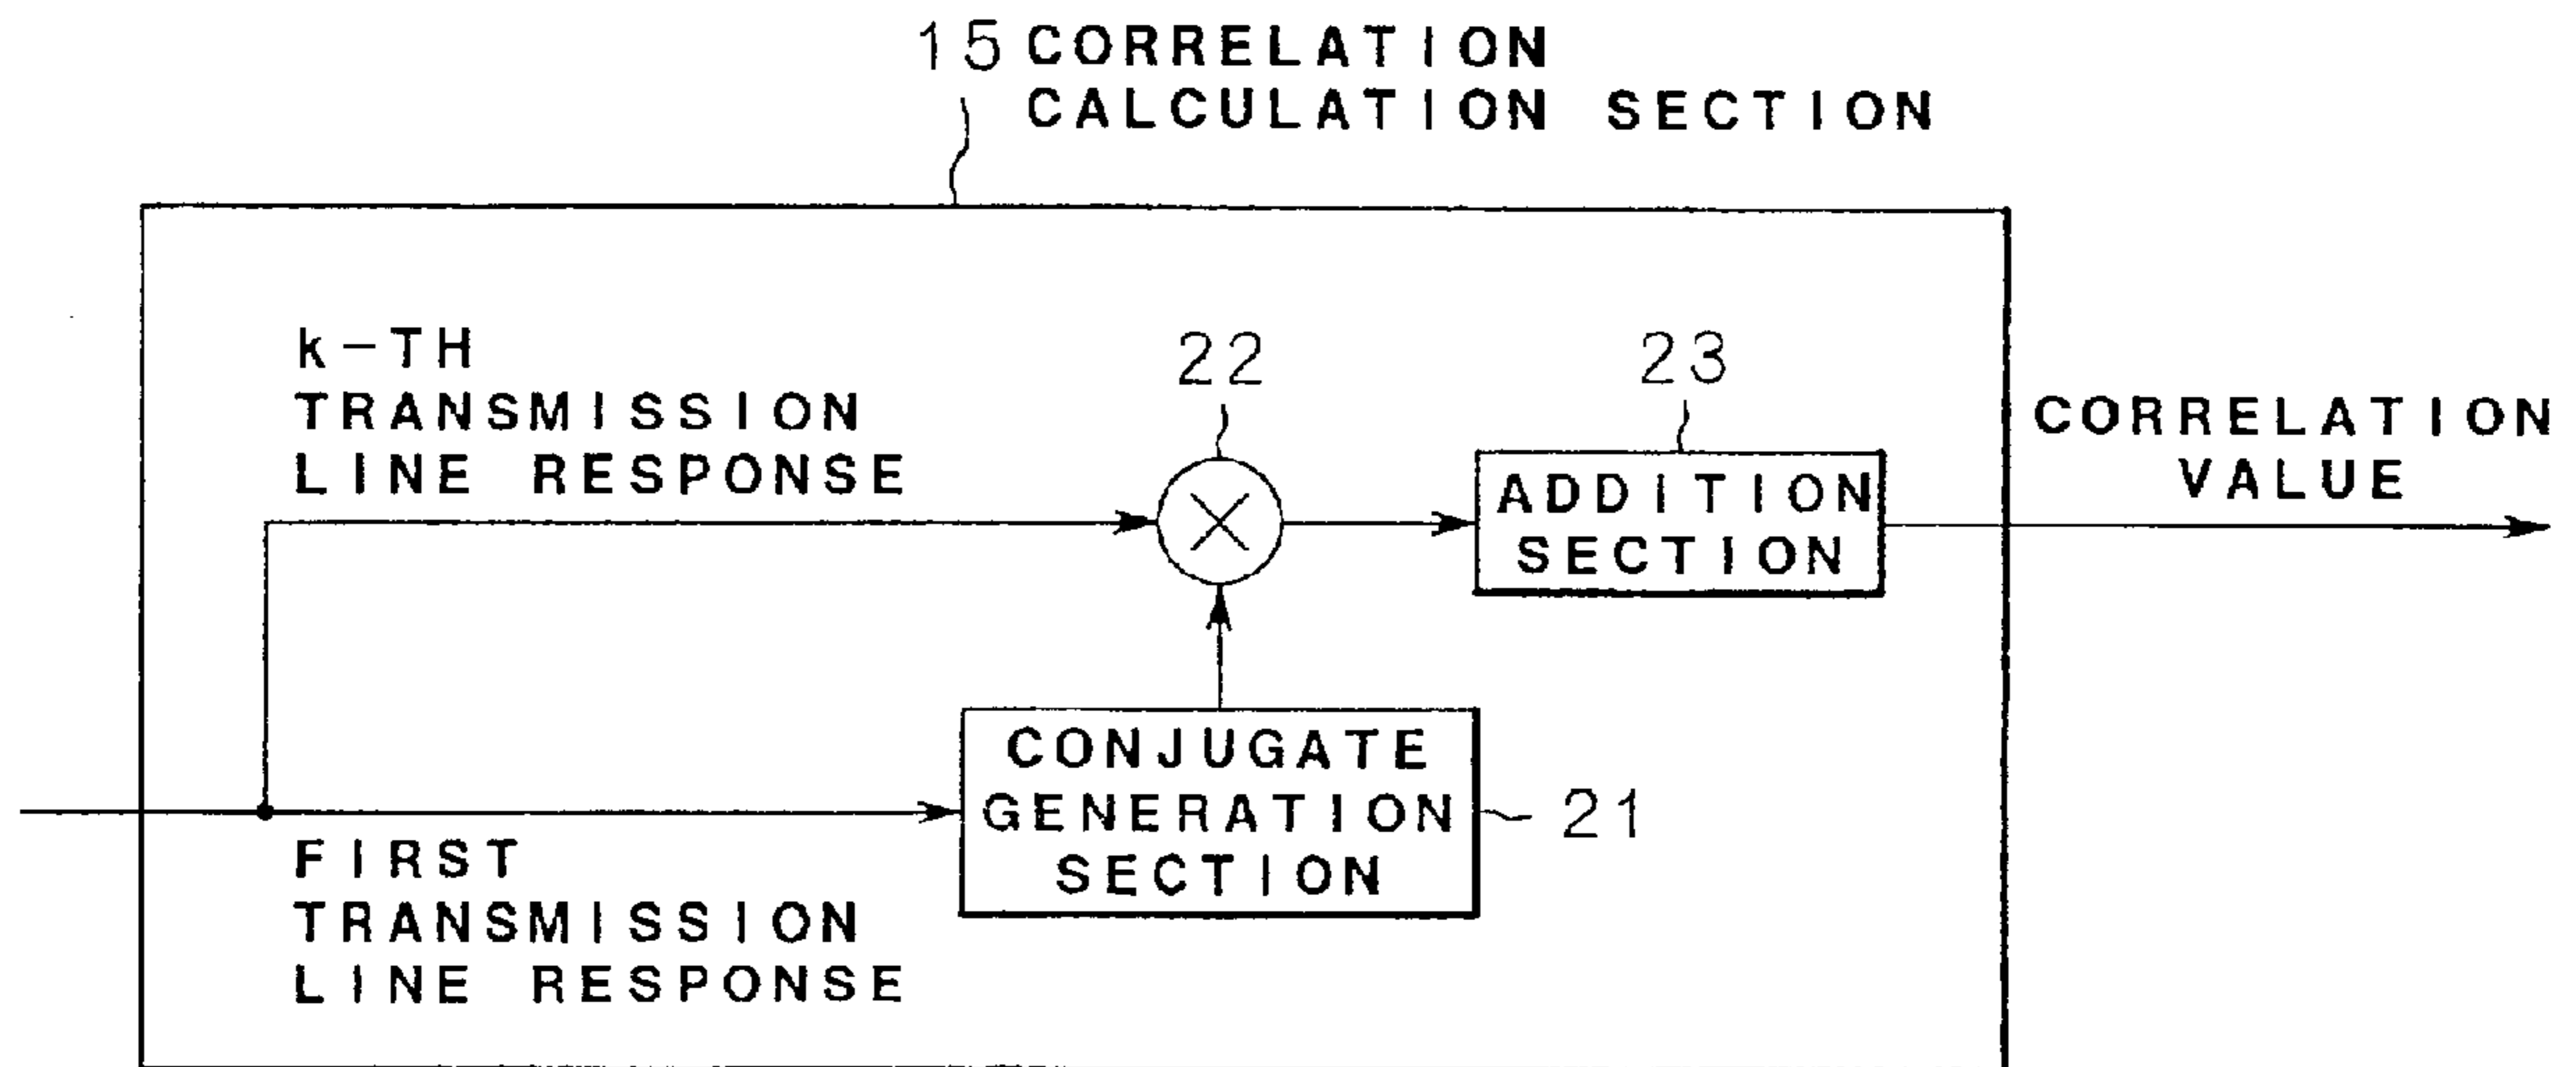 15 CORRELATION
CALCULATION SECTION
k-TH
TRANSMISSION
LINE RESPONSE
22
23
ADDITION
SECTION
CORRELATION
VALUE
CONJUGATE
GENERATION
SECTION
21
FIRST
TRANSMISSION
LINE RESPONSE